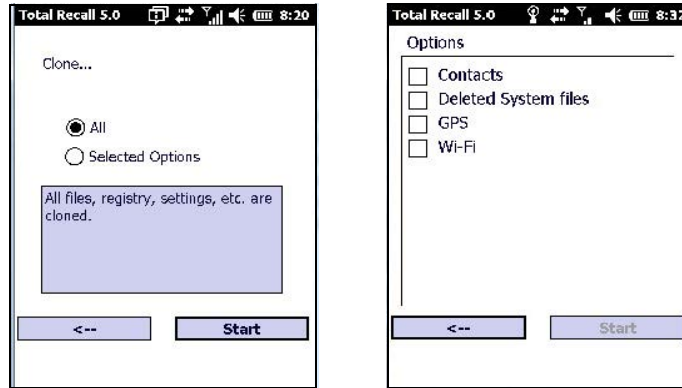 Total Recall 5.0 8:20
Clone...
All
Selected Options
All files, registry, settings, etc. are
cloned.
<-- Start
Total Recall 5.0 8:32
Options
Contacts
Deleted System files
GPS
Wi-Fi
<-- Start